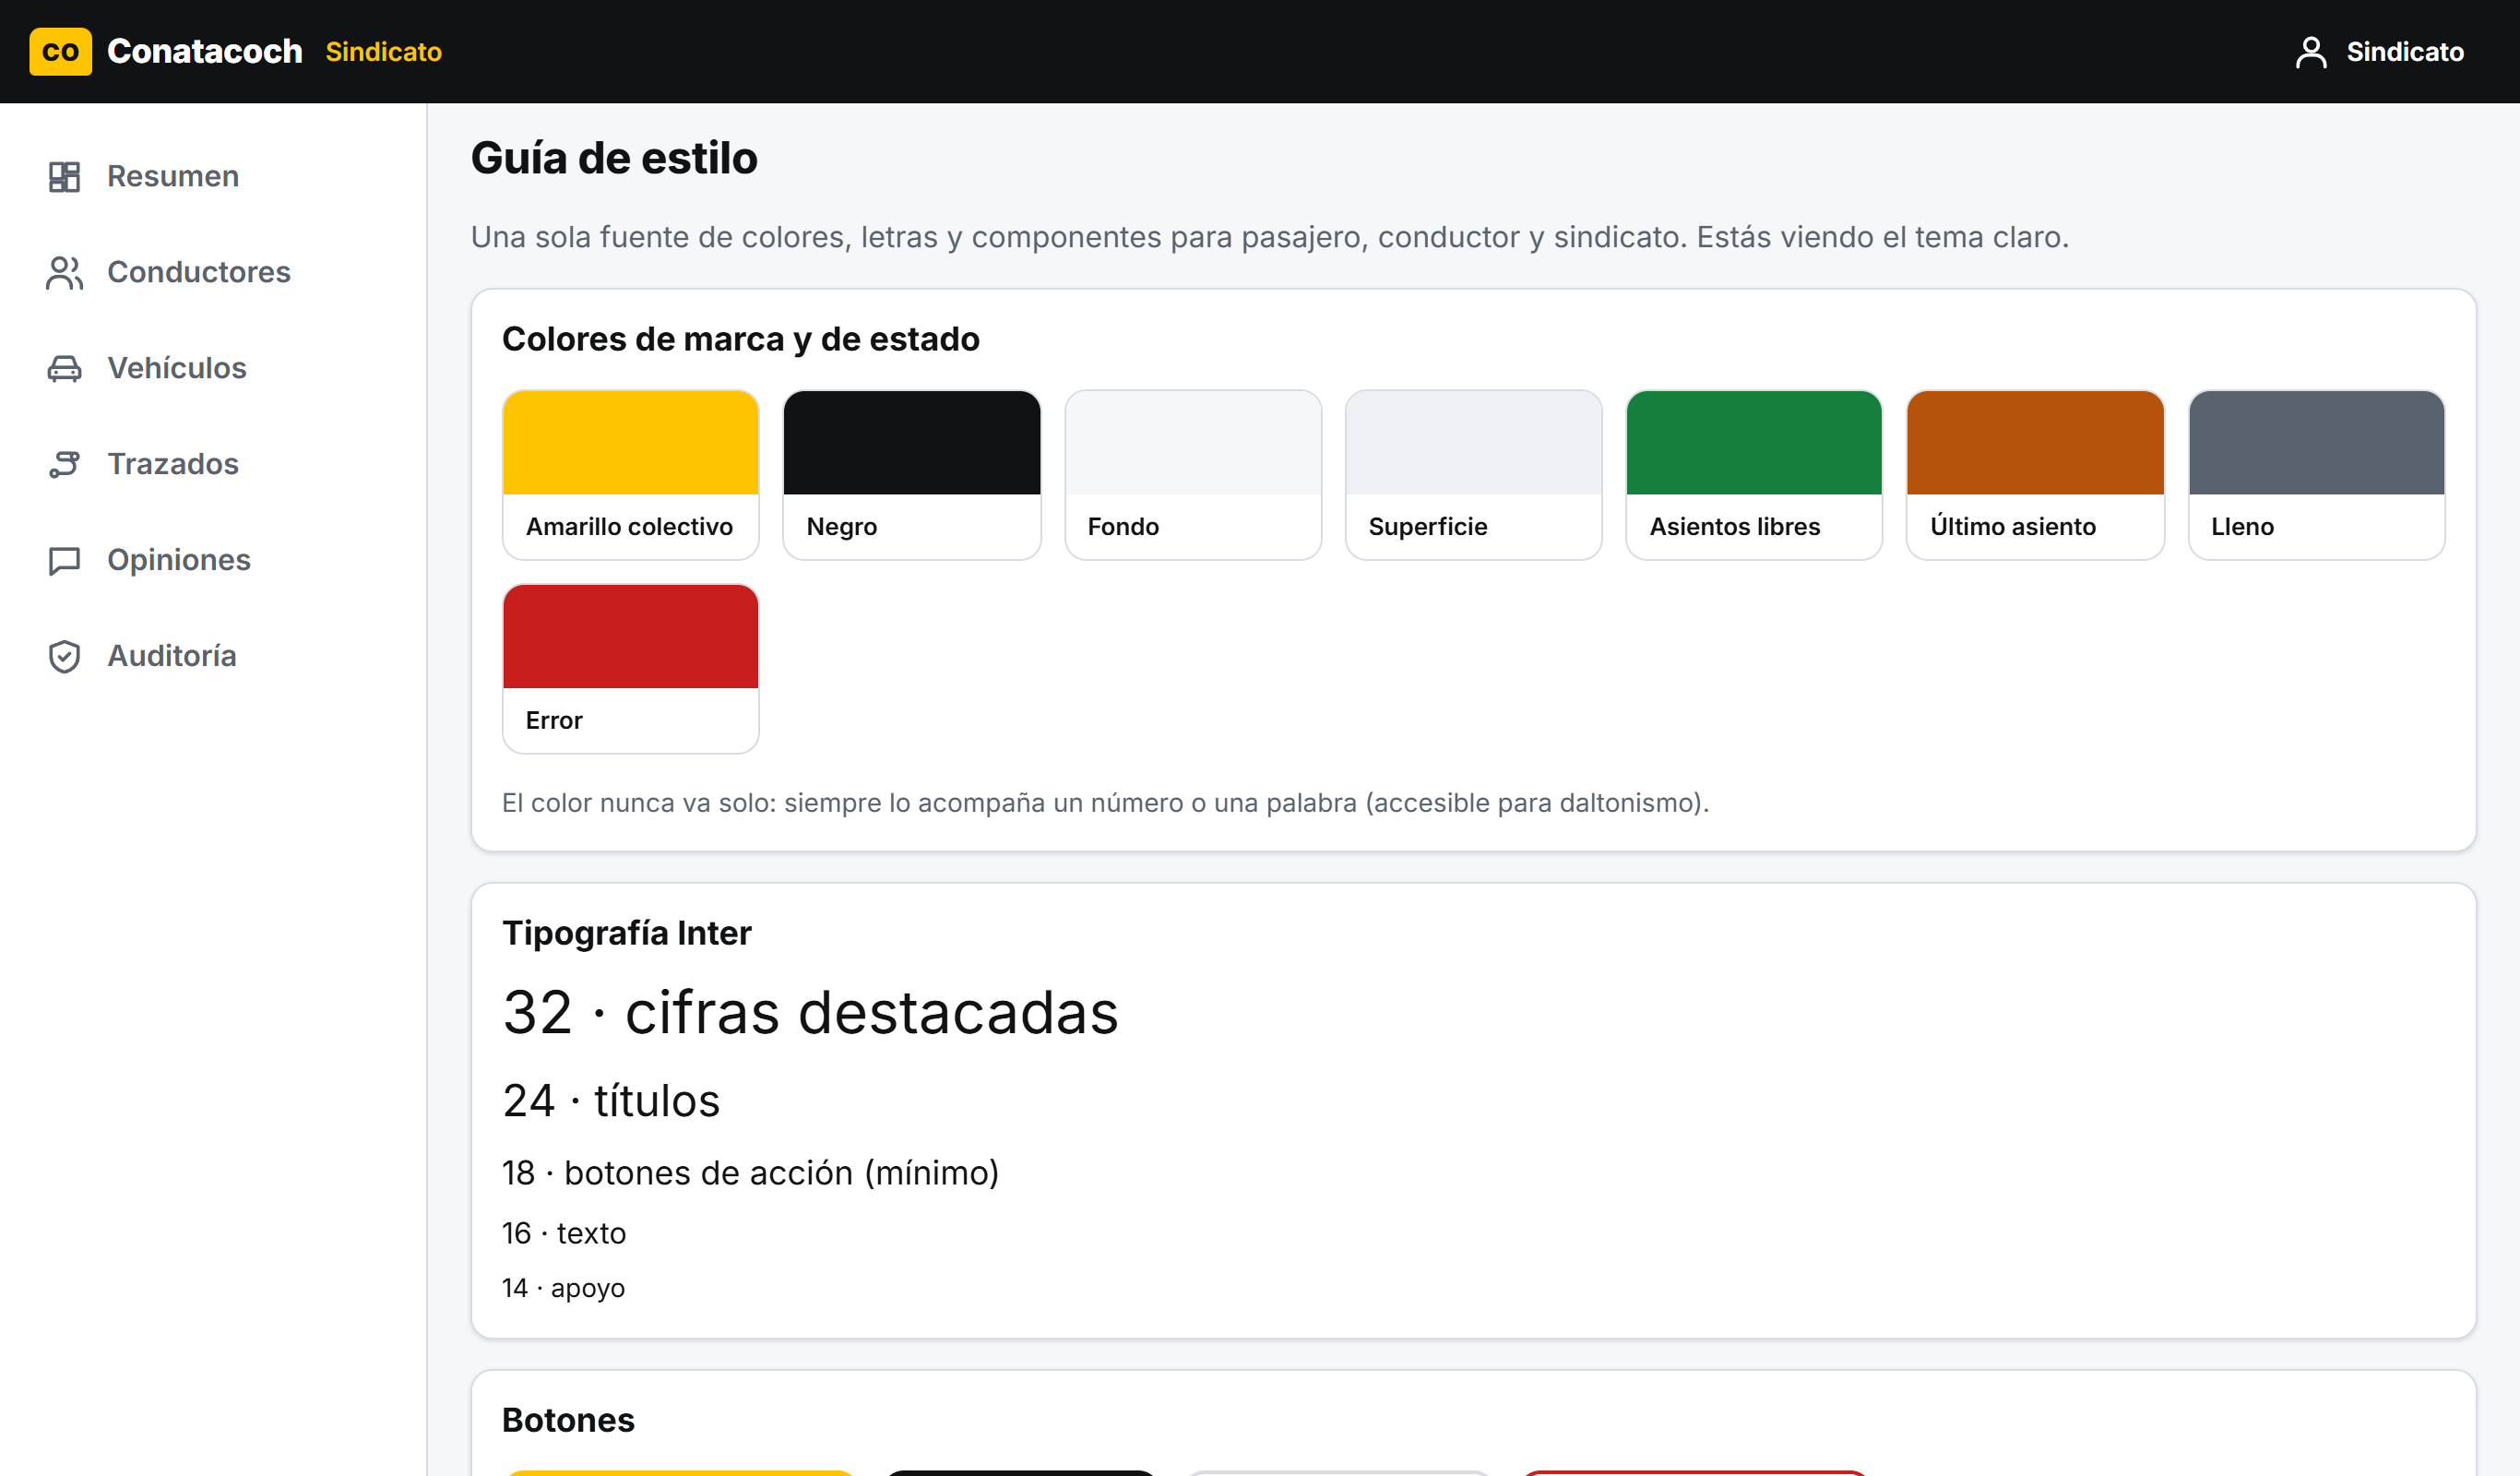 co Conatacoch Sindicato
Sindicato
Resumen
Conductores
Vehículos
Trazados
Opiniones
Auditoría
Guía de estilo
Una sola fuente de colores, letras y componentes para pasajero, conductor y sindicato. Estás viendo el tema claro.
Colores de marca y de estado
Amarillo colectivo
Negro
Fondo
Superficie
Asientos libres
Último asiento
Lleno
Error
El color nunca va solo: siempre lo acompaña un número o una palabra (accesible para daltonismo).
Tipografía Inter
32 · cifras destacadas
24 · títulos
18 · botones de acción (mínimo)
16 · texto
14 · apoyo
Botones